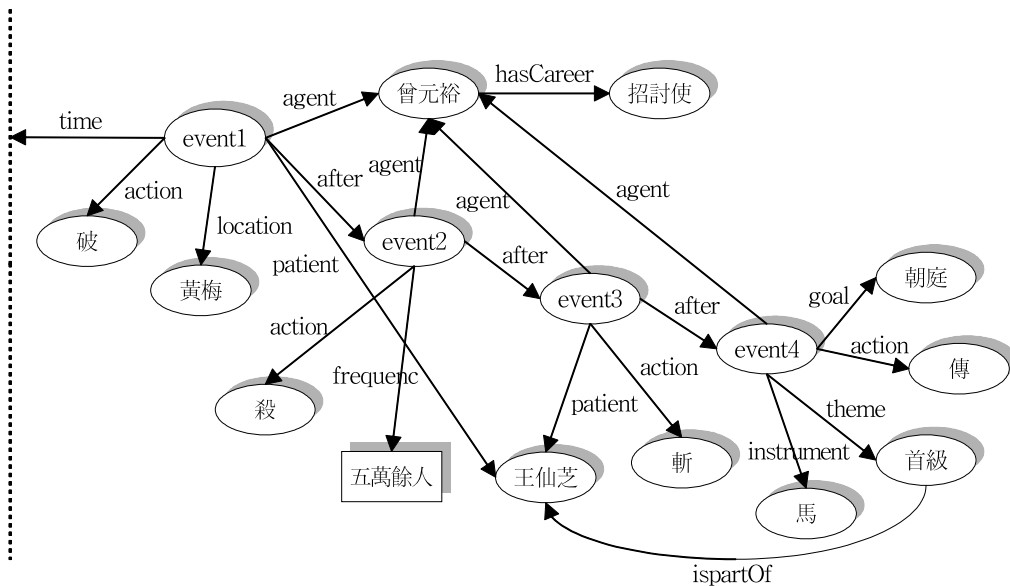 hasCareer
曾元裕
招討使
agent
time
event1
agent
after
action
agent
agent
破
location
event2
黃梅
patient
after
朝庭
event3
goal
after
action
event4
action
傳
frequenc
action
theme
殺
patient
instrument
五萬餘人
王仙芝
斬
首級
馬
ispartOf